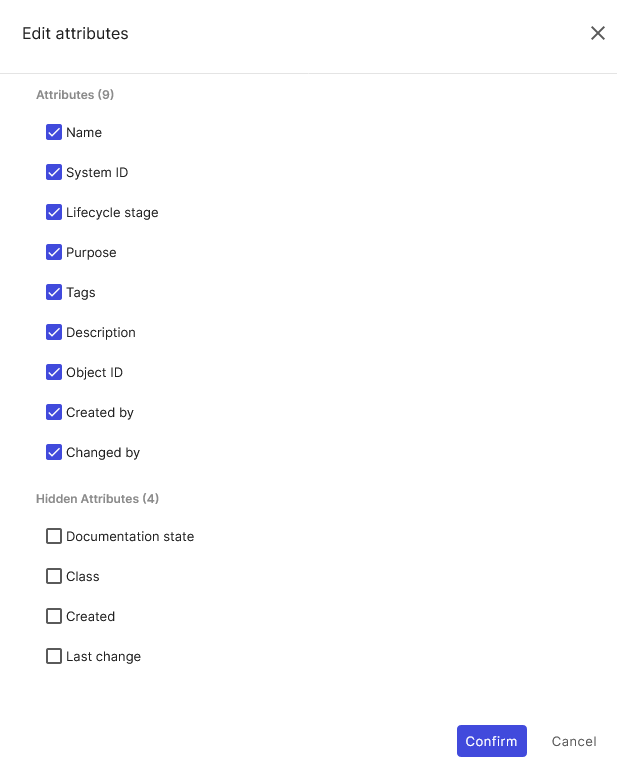 Edit attributes
Attributes (9)
Name
System ID
Lifecycle stage
Purpose
Tags
Description
Object ID
Created by
Changed by
Hidden Attributes (4)
Documentation state
Class
Created
Last change
Confirm Cancel